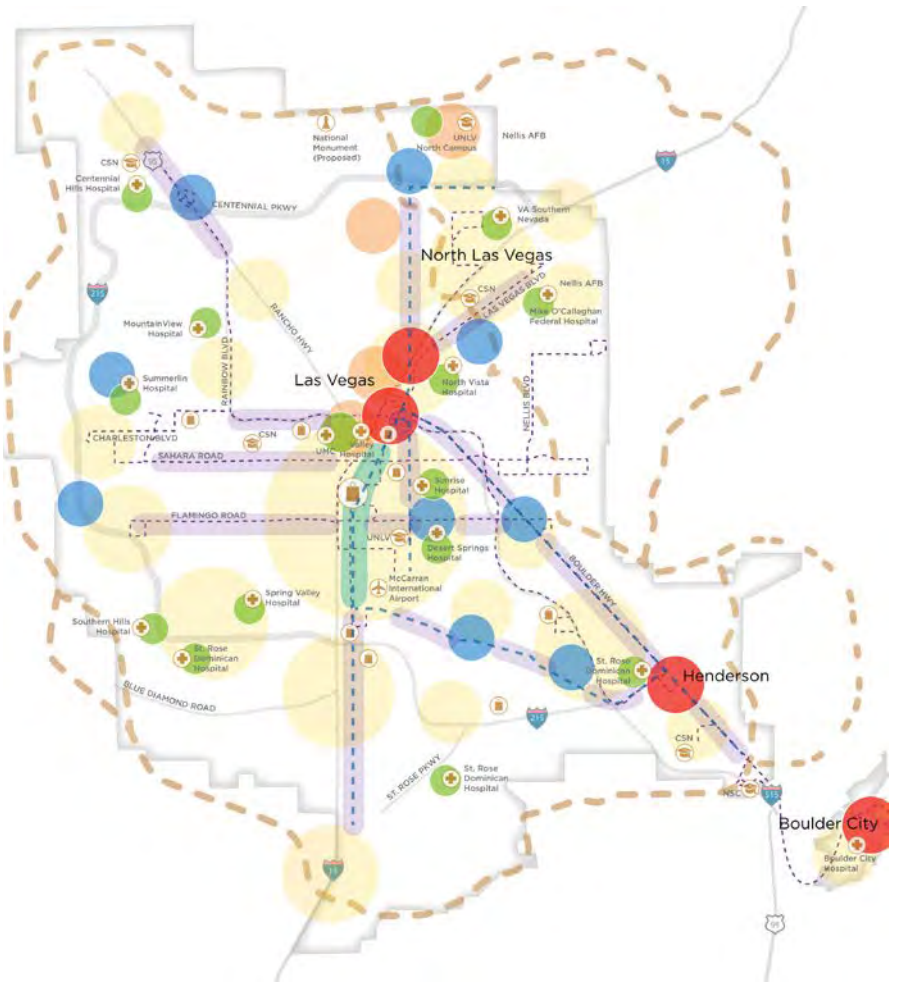 National
Monument
(Proposed)
UNLV
North Campus
Nellis AFB
CSN
95
Centennial
Hills Hospital
15
CENTENNIAL PKWY
VA Southern
Nevada
North Las Vegas
215
CSN
LAS VEGAS BLVD
Nellis AFB
Mike O'Callaghan
Federal Hospital
RANCHO HWY
MountainView
Hospital
RAINBOW BLVD
Summerlin
Hospital
Las Vegas
North Vista
Hospital
NELLIS BLVD
CHARLESTON BLVD
CSN
UMC
Valley
Hospital
SAHARA ROAD
Sunrise
Hospital
FLAMINGO ROAD
UNLV
Desert Springs
Hospital
BOULDER HWY
McCarran
International
Airport
Spring Valley
Hospital
Southern Hills
Hospital
St. Rose
Dominican
Hospital
St. Rose
Dominican
Hospital
Henderson
BLUE DIAMOND ROAD
215
CSN
ST. ROSE PKWY
St. Rose
Dominican
Hospital
NSC
515
Boulder City
Boulder City
Hospital
15
95